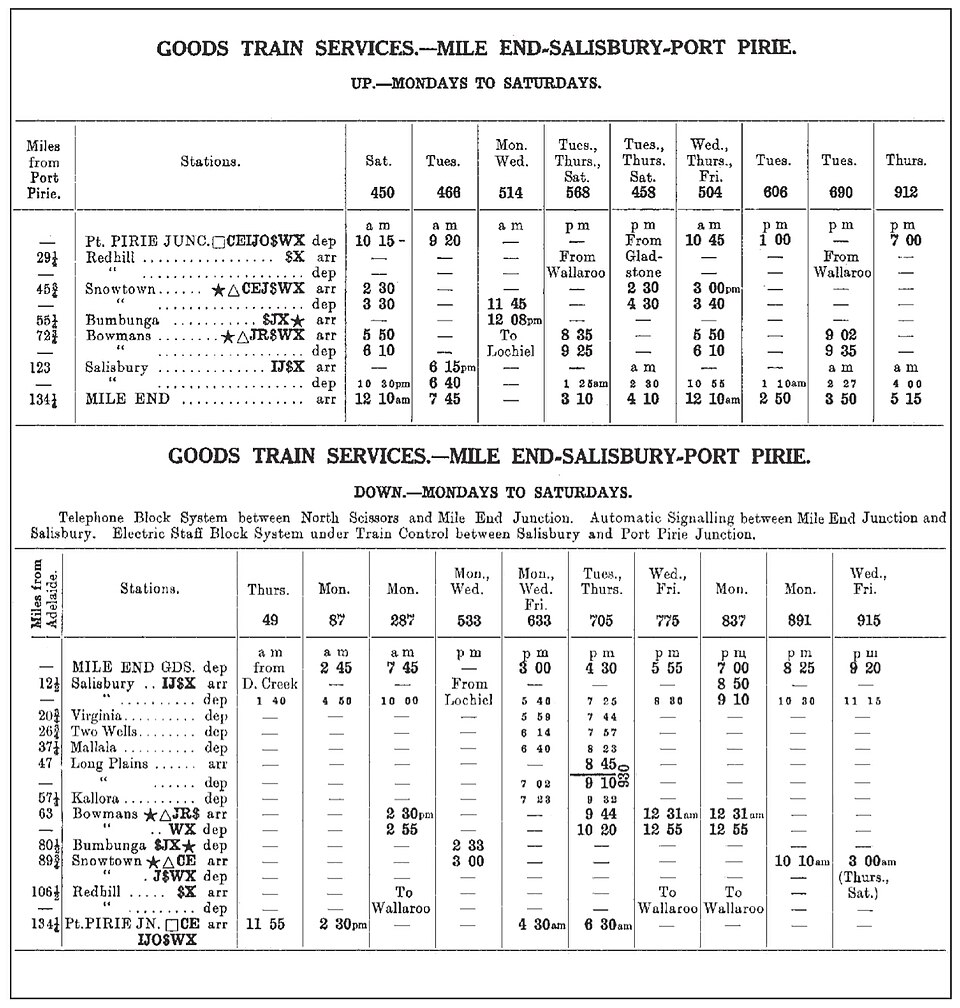 GOODS TRAIN SERVICES.—MILE END-SALISBURY-PORT PIRIE.
UP.—MONDAYS TO SATURDAYS.
Miles from Port Pirie. | Stations. | Sat. 450 | Tues. 466 | Mon. Wed. 514 | Tues., Thurs., Sat. 568 | Tues., Thurs. Sat. 458 | Wed., Thurs., Fri. 504 | Tues. 606 | Tues. 690 | Thurs. 912
a m | a m | a m | p m | p m | a m | p m | p m | p m
— Pt. PIRIE JUNC.□CEIJO$WX dep | 10 15- | 9 20 | — | — | From | 10 45 | 1 00 | — | 7 00
29¼ Redhill ................ $X arr | — | — | — | From | Glad- | — | — | From | —
— “ .................... dep | — | — | — | Wallaroo | stone | — | — | Wallaroo | —
45¾ Snowtown...... ★△CEJ$WX arr | 2 30 | — | — | — | 2 30 | 3 00pm | — | — | —
— “ .................. dep | 3 30 | — | 11 45 | — | 4 30 | 3 40 | — | — | —
55¼ Bumbunga ........... $JX★ arr | — | — | 12 08pm | — | — | — | — | — | —
72¼ Bowmans ........★△JR$WX arr | 5 50 | — | To | 8 35 | — | 5 50 | — | 9 02 | —
— “ .................. dep | 6 10 | — | Lochiel | 9 25 | — | 6 10 | — | 9 35 | —
123 Salisbury .............. IJ$X arr | — | 6 15pm | — | — | a m | — | — | a m | a m
— “ .................. dep | 10 30pm | 6 40 | — | 1 25am | 2 30 | 10 55 | 1 10am | 2 27 | 4 00
134¼ MILE END ............... arr | 12 10am | 7 45 | — | 3 10 | 4 10 | 12 10am | 2 50 | 3 50 | 5 15
GOODS TRAIN SERVICES.—MILE END-SALISBURY-PORT PIRIE.
DOWN.—MONDAYS TO SATURDAYS.
Telephone Block System between North Scissors and Mile End Junction. Automatic Signalling between Mile End Junction and
Salisbury. Electric Staff Block System under Train Control between Salisbury and Port Pirie Junction.
Miles from Adelaide. | Stations. | Thurs. 49 | Mon. 87 | Mon. 287 | Mon., Wed. 533 | Mon., Wed. Fri. 633 | Tues., Thurs. 705 | Wed., Fri. 775 | Mon. 837 | Mon. 891 | Wed., Fri. 915
a m | a m | a m | p m | p m | p m | p m | p m | p m | p m
— MILE END GDS. dep | from | 2 45 | 7 45 | — | 3 00 | 4 30 | 5 55 | 7 00 | 8 25 | 9 20
12½ Salisbury .. IJ$X arr | D. Creek | — | — | From | — | — | — | 8 50 | — | —
“ ......... dep | 1 40 | 4 50 | 10 00 | Lochiel | 5 40 | 7 25 | 8 30 | 9 10 | 10 30 | 11 15
20¾ Virginia.......... dep | — | — | — | — | 5 59 | 7 44 | — | — | — | —
26¾ Two Wells........ dep | — | — | — | — | 6 14 | 7 57 | — | — | — | —
37¼ Mallala .......... dep | — | — | — | — | 6 40 | 8 23 | — | — | — | —
47 Long Plains ...... arr | — | — | — | — | | 8 45 | — | — | — | —
“ ........ dep | — | — | — | — | 7 02 | 9 10 930 | — | — | — | —
57¼ Kallora .......... dep | — | — | — | — | 7 23 | 9 32 | — | — | — | —
63 Bowmans ★△JR$ arr | — | — | 2 30pm | — | — | 9 44 | 12 31am | 12 31am | — | —
— “ .. WX dep | — | — | 2 55 | — | — | 10 20 | 12 55 | 12 55 | — | —
80½ Bumbunga $JX★ dep | — | — | — | 2 33 | — | — | — | — | — | —
89¾ Snowtown ★△CE arr | — | — | — | 3 00 | — | — | — | — | 10 10am | 3 00am
“ . J$WX dep | — | — | — | — | — | — | — | — | — | (Thurs.,
106½ Redhill ..... $X arr | — | — | To | — | — | — | To | To | — | Sat.)
— “ ......... dep | — | — | Wallaroo | — | — | — | Wallaroo | Wallaroo | — | —
134¼ Pt.PIRIE JN. □CE arr | 11 55 | 2 30pm | — | — | 4 30am | 6 30am | — | — | — | —
IJO$WX